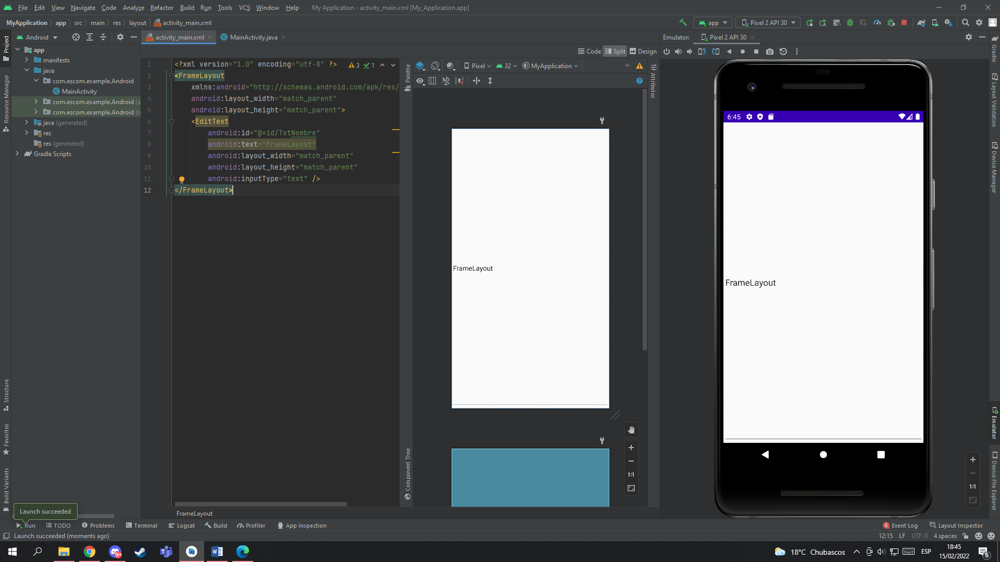 File Edit View Navigate Code Analyze Refactor Build Run Tools VCS Window Help My Application - activity_main.xml [My_Application.app]
MyApplication app src main res layout activity_main.xml app Pixel 2 API 30
Android activity_main.xml MainActivity.java Emulator: Pixel 2 API 30
Code Split Design
Project
Resource Manager
Structure
Favorites
Build Variants
app
manifests
java
com.escom.example.Android
MainActivity
com.escom.example.Android (a
com.escom.example.Android (t
java (generated)
res
res (generated)
Gradle Scripts
3 1
1 <?xml version="1.0" encoding="utf-8" ?>
2 <FrameLayout
3 xmlns:android="http://schemas.android.com/apk/res/
4 android:layout_width="match_parent"
5 android:layout_height="match_parent">
6 <EditText
7 android:id="@+id/TxtNombre"
8 android:text="FrameLayout"
9 android:layout_width="match_parent"
10 android:layout_height="match_parent"
11 android:inputType="text" />
12 </FrameLayout>
FrameLayout
Palette
Component Tree
Pixel 32 MyApplication
FrameLayout
1:1
Attributes
6:45
FrameLayout
1:1
Gradle
Layout Validation
Device Manager
Emulator
Device File Explorer
Launch succeeded
Run TODO Problems Terminal Logcat Build Profiler App Inspection 5 Event Log Layout Inspector
Launch succeeded (moments ago) 12:15 LF UTF-8 4 spaces
9+ 18°C Chubascos ESP 18:45
15/02/2022 6